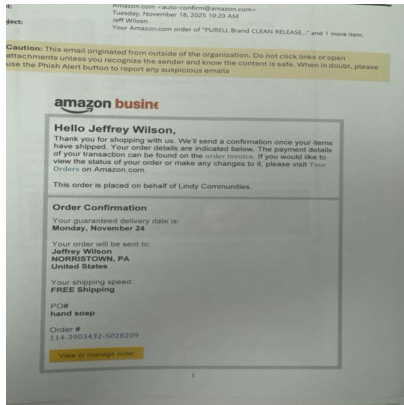 Amazon.com <auto-confirm@amazon.com>
Tuesday, November 18, 2025 10:20 AM
Jeff Wilson
ject:
Your Amazon.com order of "PURELL Brand CLEAN RELEASE..." and 1 more item
Caution: This email originated from outside of the organization. Do not click links or open
attachments unless you recognize the sender and know the content is safe. When in doubt, please
use the Phish Alert button to report any suspicious emails
amazon busine
Hello Jeffrey Wilson,
Thank you for shopping with us. We'll send a confirmation once your items
have shipped. Your order details are indicated below. The payment details
of your transaction can be found on the order invoice. If you would like to
view the status of your order or make any changes to it, please visit Your
Orders on Amazon.com.
This order is placed on behalf of Lindy Communities.
Order Confirmation
Your guaranteed delivery date is:
Monday, November 24
Your order will be sent to:
Jeffrey Wilson
NORRISTOWN, PA
United States
Your shipping speed:
FREE Shipping
PO#
hand soap
Order #
114-3903432-5028209
View or manage order
1